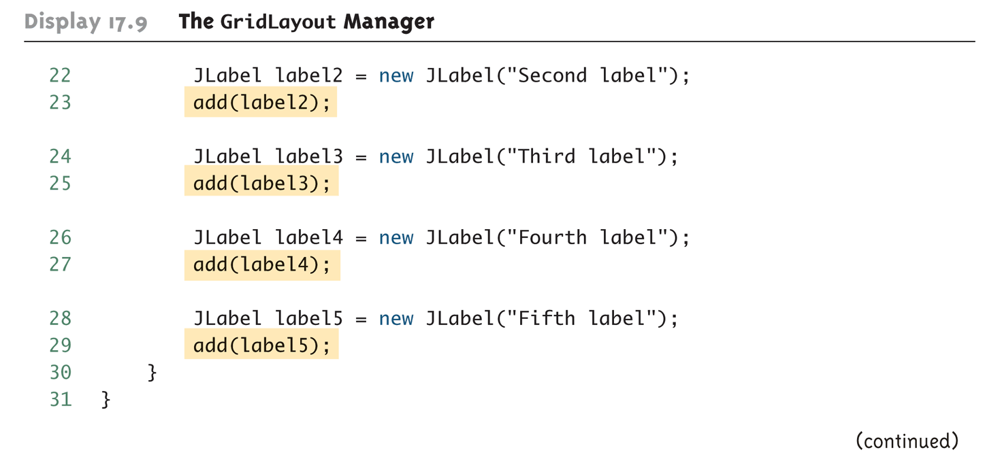 Display 17.9 The GridLayout Manager
22 JLabel label2 = new JLabel("Second label");
23 add(label2);
24 JLabel label3 = new JLabel("Third label");
25 add(label3);
26 JLabel label4 = new JLabel("Fourth label");
27 add(label4);
28 JLabel label5 = new JLabel("Fifth label");
29 add(label5);
30 }
31 }
(continued)